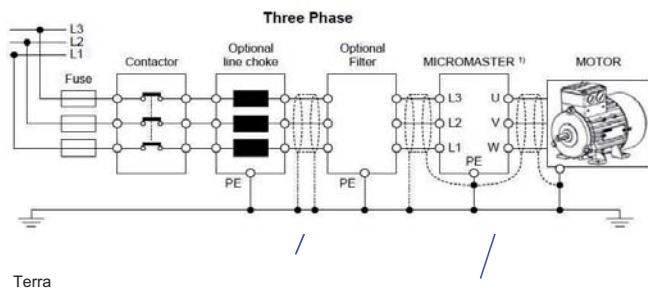 Three Phase
L3
L2
L1
Fuse
Contactor
Optional
line choke
Optional
Filter
MICROMASTER 1)
MOTOR
L3
U
L2
V
L1
W
PE
PE
PE
Terra